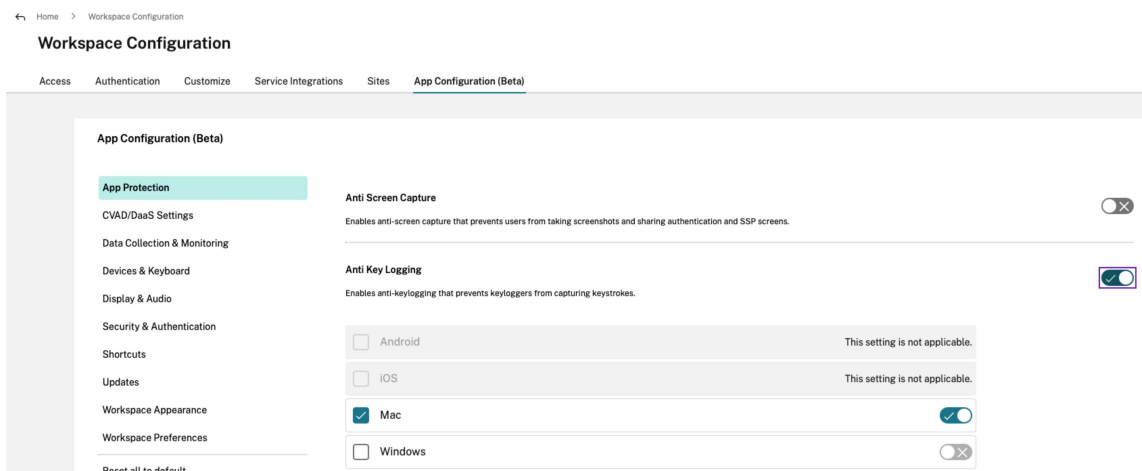 Home > Workspace Configuration
Workspace Configuration
Access Authentication Customize Service Integrations Sites App Configuration (Beta)
App Configuration (Beta)
App Protection
CVAD/DaaS Settings
Data Collection & Monitoring
Devices & Keyboard
Display & Audio
Security & Authentication
Shortcuts
Updates
Workspace Appearance
Workspace Preferences
Reset all to default
Anti Screen Capture
Enables anti-screen capture that prevents users from taking screenshots and sharing authentication and SSP screens.
Anti Key Logging
Enables anti-keylogging that prevents keyloggers from capturing keystrokes.
Android This setting is not applicable.
iOS This setting is not applicable.
Mac
Windows